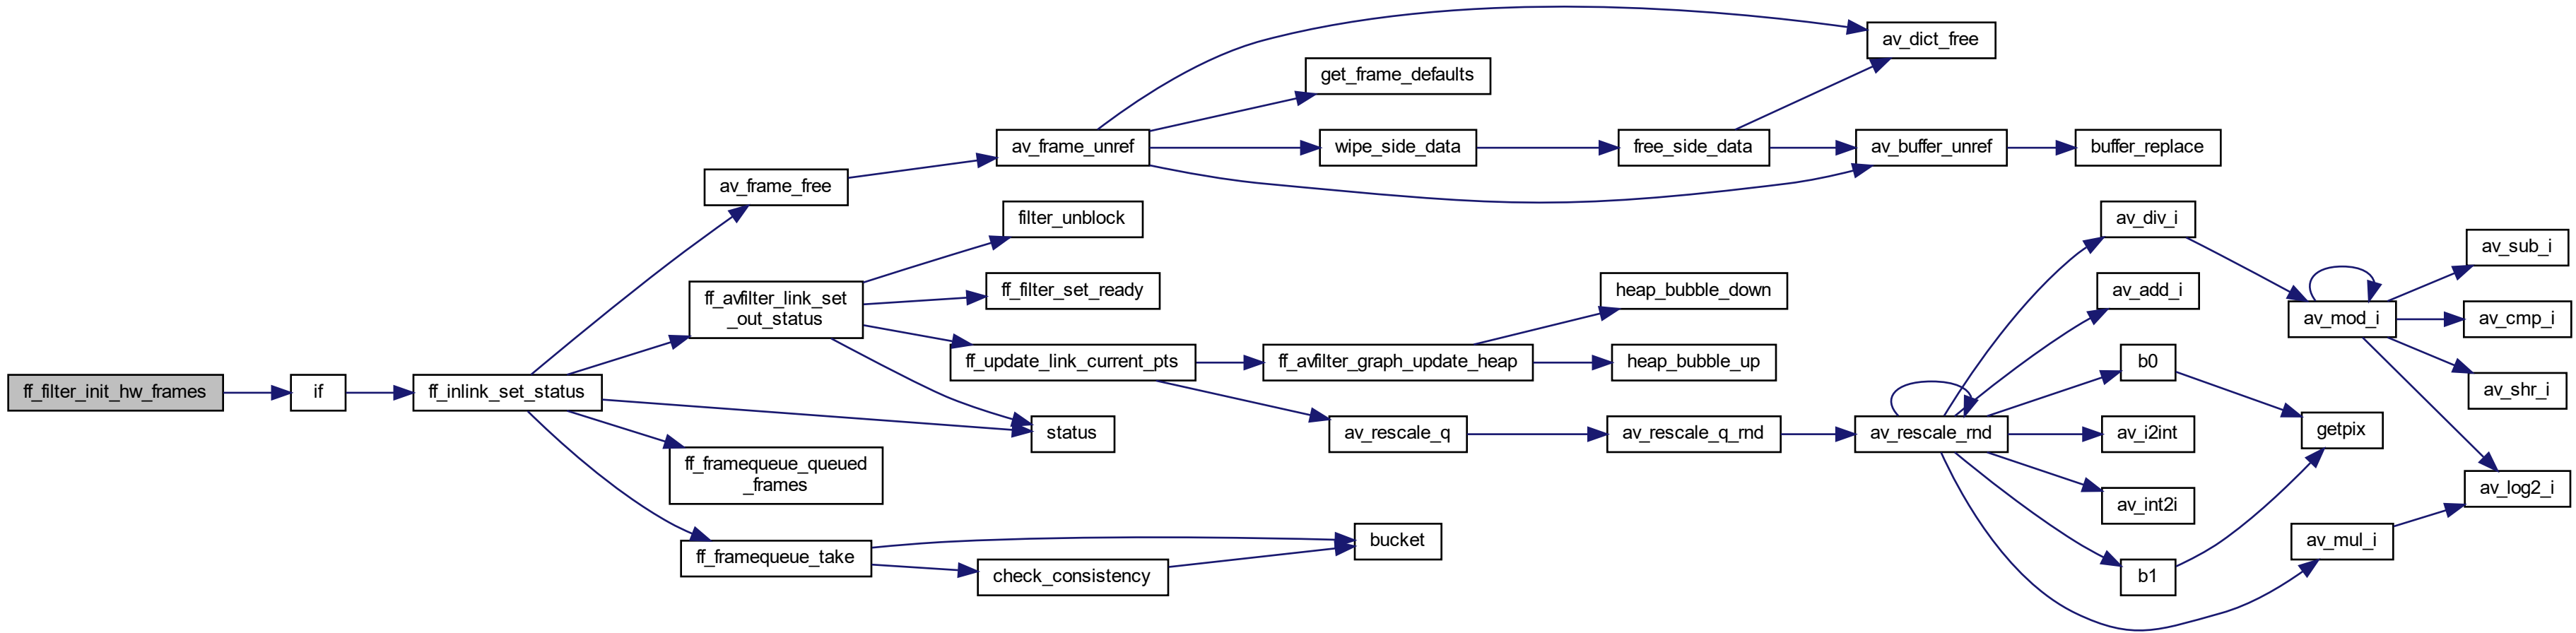 ff_filter_init_hw_frames
if
ff_inlink_set_status
av_frame_free
ff_avfilter_link_set
_out_status
ff_framequeue_queued
_frames
ff_framequeue_take
av_frame_unref
filter_unblock
ff_filter_set_ready
ff_update_link_current_pts
status
check_consistency
bucket
get_frame_defaults
wipe_side_data
ff_avfilter_graph_update_heap
av_rescale_q
free_side_data
heap_bubble_down
heap_bubble_up
av_rescale_q_rnd
av_dict_free
av_buffer_unref
av_rescale_rnd
buffer_replace
av_div_i
av_add_i
b0
av_i2int
av_int2i
b1
av_mod_i
getpix
av_mul_i
av_sub_i
av_cmp_i
av_shr_i
av_log2_i